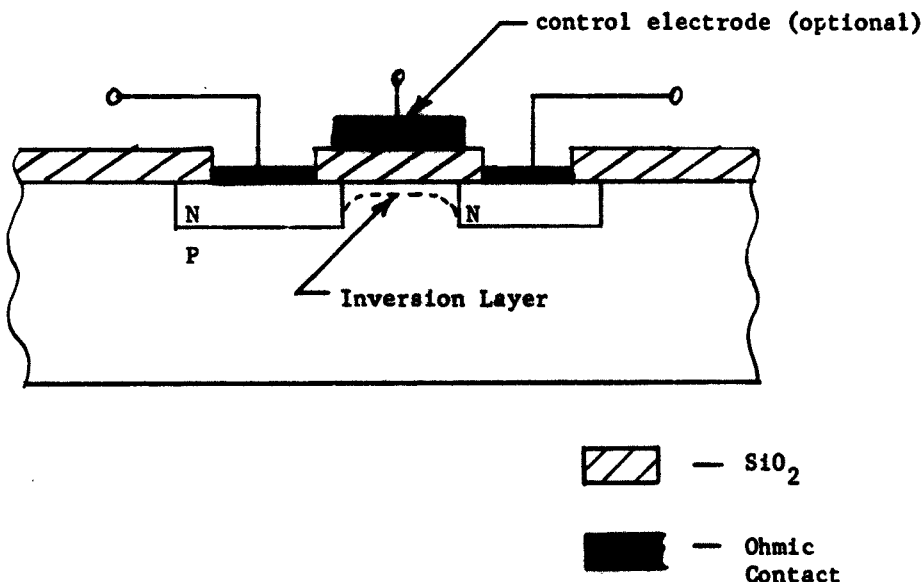 control electrode (optional)
N
N
P
Inversion Layer
— SiO₂
— Ohmic
Contact